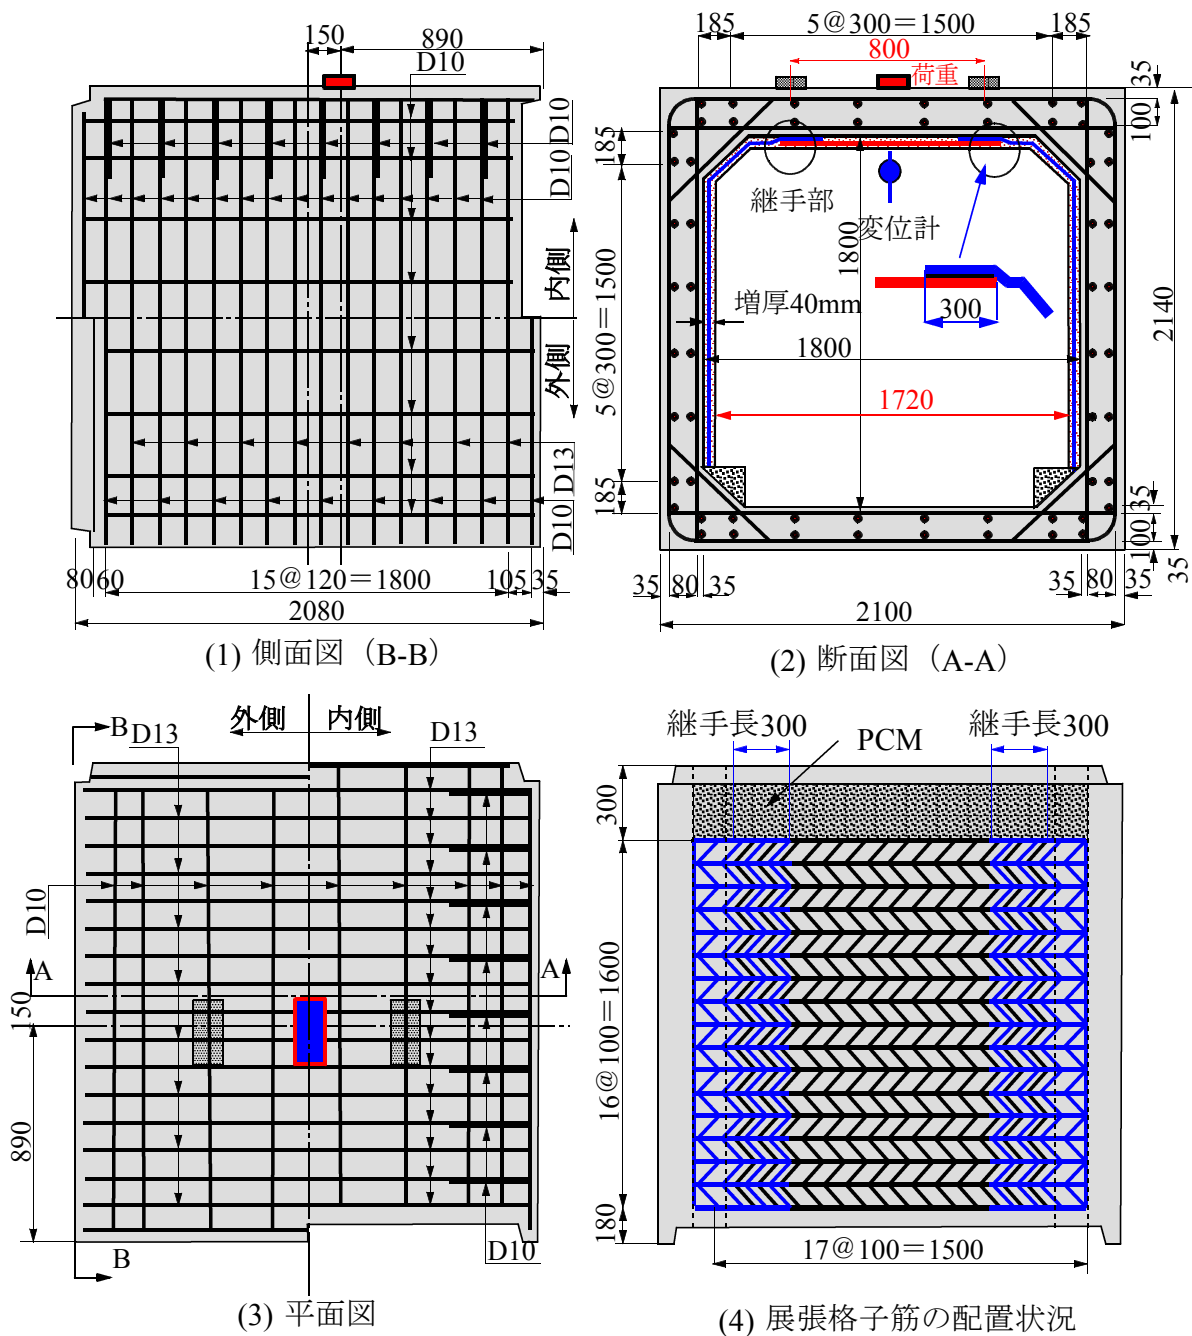 150
890
D10
D10
D10
内側
外側
D13
D10
80
60
15@120=1800
105
35
2080
(1) 側面図（B-B）
185
5@300=1500
185
800
荷重
35
100
185
継手部
変位計
1800
5@300=1500
増厚40mm
300
1800
2140
1720
185
35
100
35
35
80
35
35
80
35
2100
(2) 断面図（A-A）
B
外側
内側
D13
D13
D10
A
A
150
890
B
D10
(3) 平面図
継手長300
継手長300
PCM
300
16@100=1600
180
17@100=1500
(4) 展張格子筋の配置状況